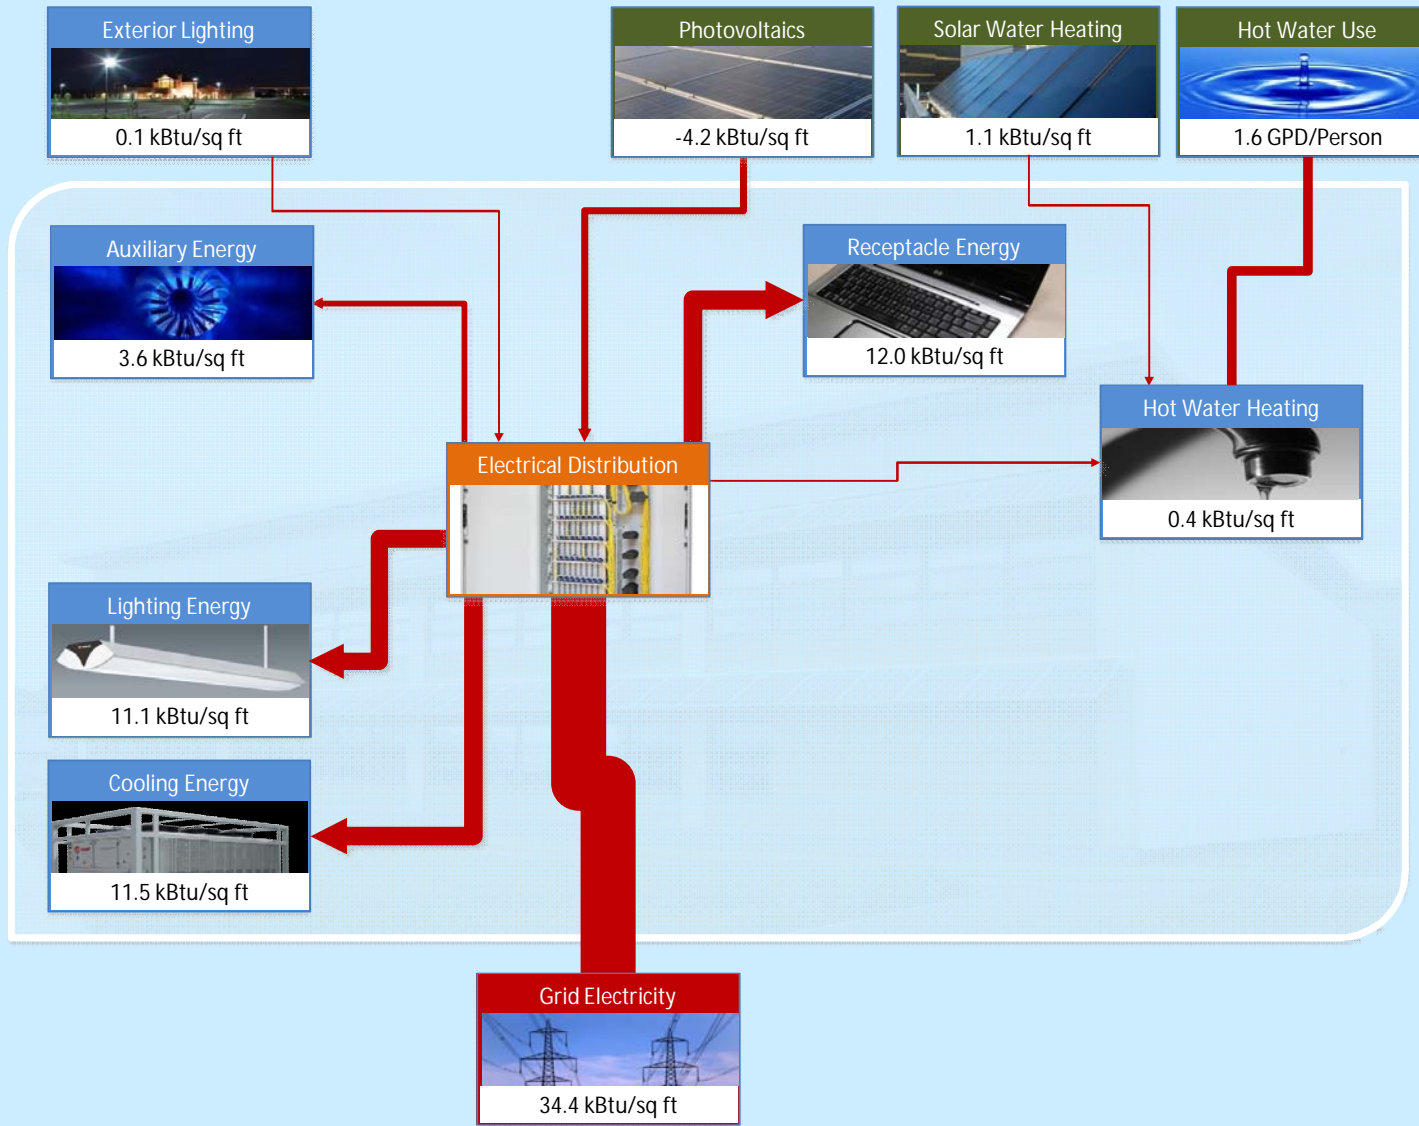 Exterior Lighting
0.1 kBtu/sq ft
Photovoltaics
-4.2 kBtu/sq ft
Solar Water Heating
1.1 kBtu/sq ft
Hot Water Use
1.6 GPD/Person
Auxiliary Energy
3.6 kBtu/sq ft
Receptacle Energy
12.0 kBtu/sq ft
Hot Water Heating
0.4 kBtu/sq ft
Electrical Distribution
Lighting Energy
11.1 kBtu/sq ft
Cooling Energy
11.5 kBtu/sq ft
Grid Electricity
34.4 kBtu/sq ft